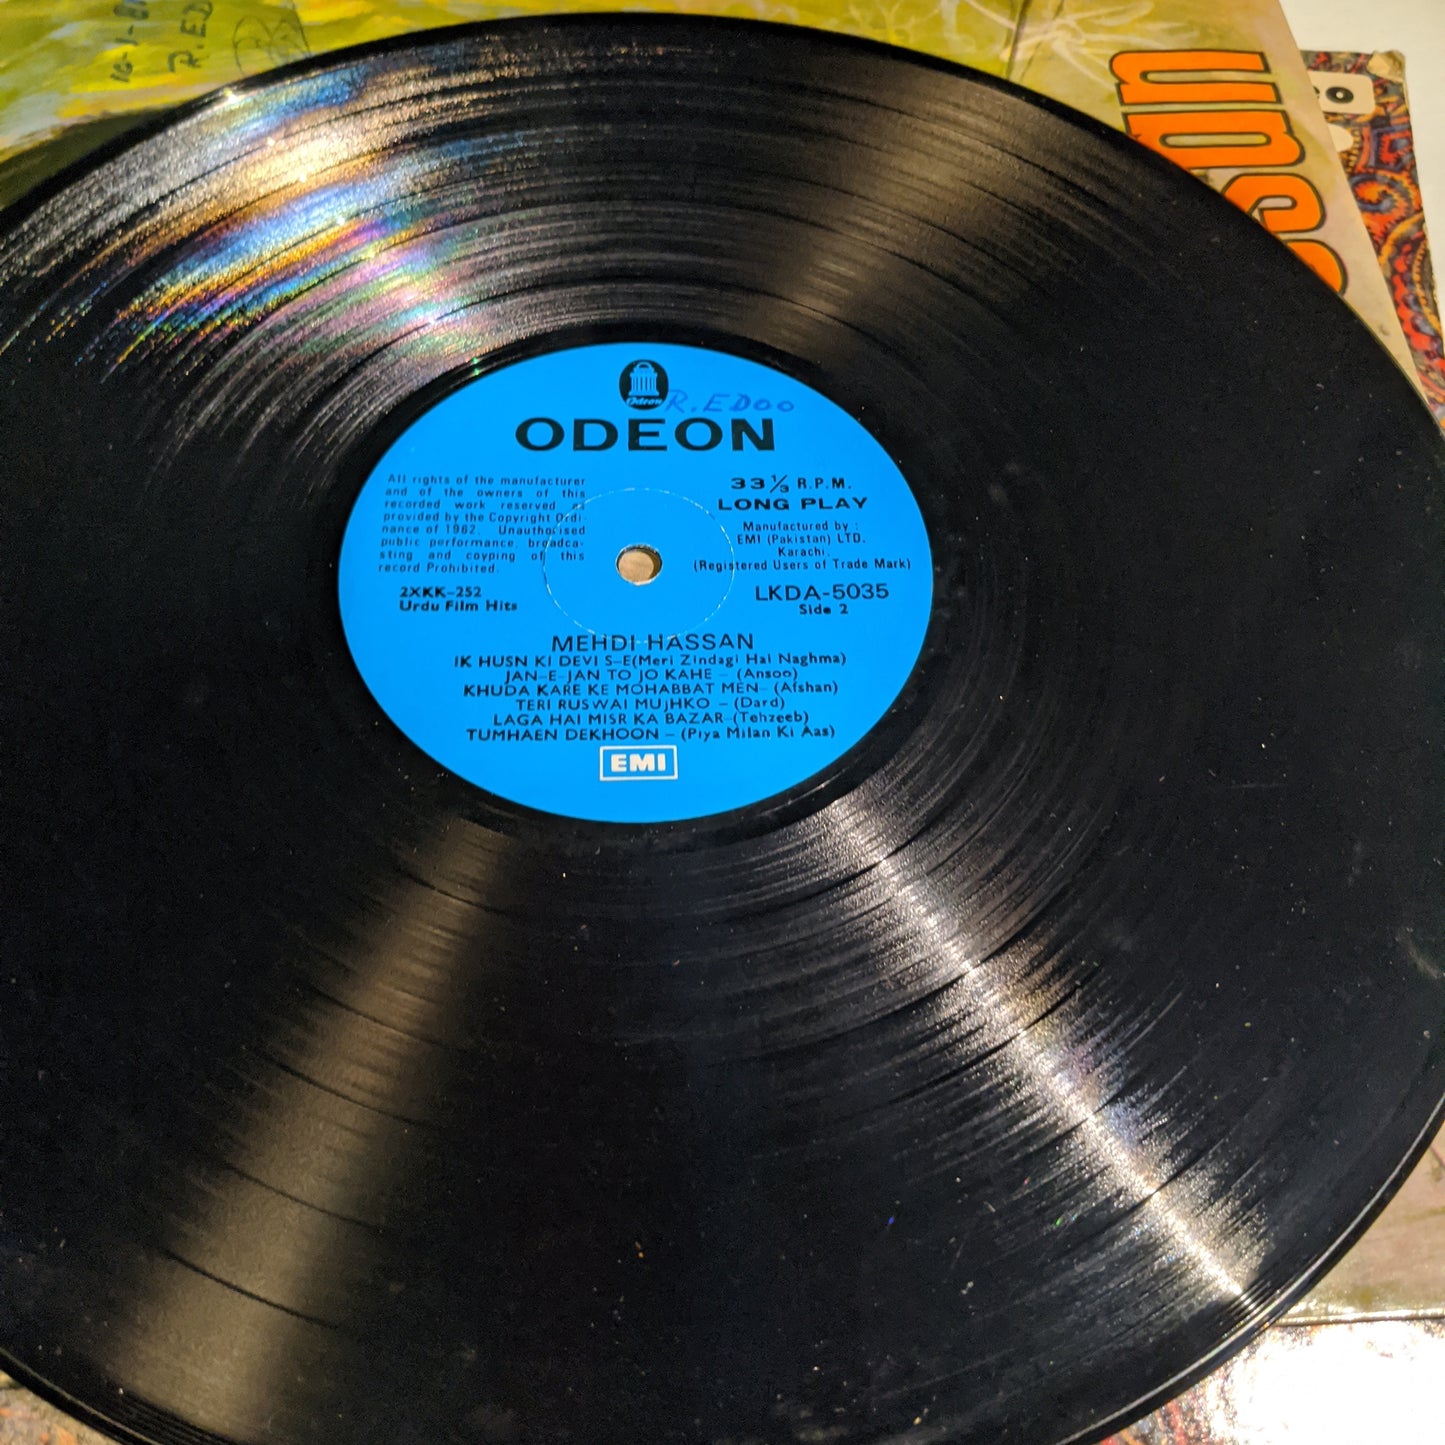 16-1-8
R.ED
Odeon
R. EDOO
ODEON
All rights of the manufacturer
and of the owners of this
recorded work reserved as
provided by the Copyright Ordi-
nance of 1962. Unauthorised
public performance, broadca-
sting and coyping of this
record Prohibited.
33⅓ R.P.M.
LONG PLAY
Manufactured by :
EMI (Pakistan) LTD.
Karachi.
(Registered Users of Trade Mark)
2XKK-252
Urdu Film Hits
LKDA-5035
Side 2
MEHDI HASSAN
IK HUSN KI DEVI S-E(Meri Zindagi Hai Naghma)
JAN-E-JAN TO JO KAHE - (Ansoo)
KHUDA KARE KE MOHABBAT MEN- (Afshan)
TERI RUSWAI MUJHKO - (Dard)
LAGA HAI MISR KA BAZAR-(Tehzeeb)
TUMHAEN DEKHOON - (Piya Milan Ki Aas)
EMI